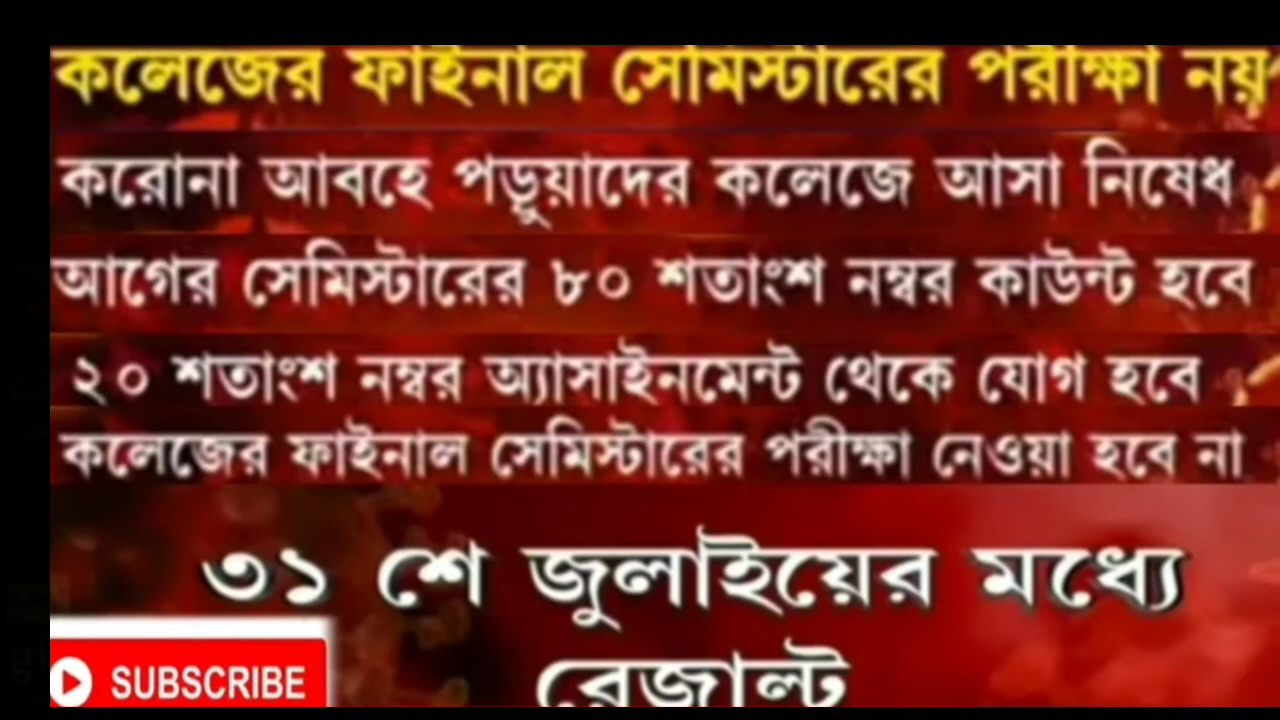 কলেজের ফাইনাল সেমিস্টারের পরীক্ষা নয়
করোনা আবহে পড়ুয়াদের কলেজে আসা নিষেধ
আগের সেমিস্টারের ৮০ শতাংশ নম্বর কাউন্ট হবে
২০ শতাংশ নম্বর অ্যাসাইনমেন্ট থেকে যোগ হবে
কলেজের ফাইনাল সেমিস্টারের পরীক্ষা নেওয়া হবে না
৩১ শে জুলাইয়ের মধ্যে
রেজাল্ট
SUBSCRIBE